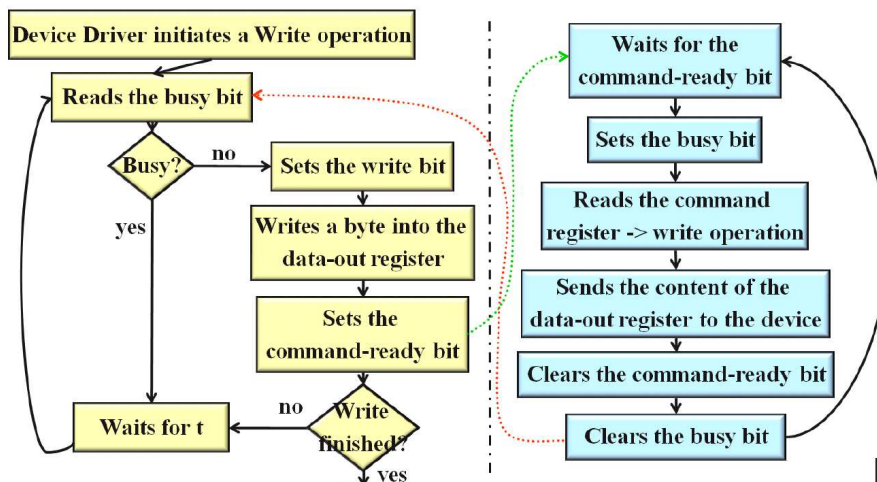 Device Driver initiates a Write operation
Reads the busy bit
Busy?
no
yes
Sets the write bit
Writes a byte into the
data-out register
Sets the
command-ready bit
Write
finished?
no
yes
Waits for t
Waits for the
command-ready bit
Sets the busy bit
Reads the command
register -> write operation
Sends the content of the
data-out register to the device
Clears the command-ready bit
Clears the busy bit